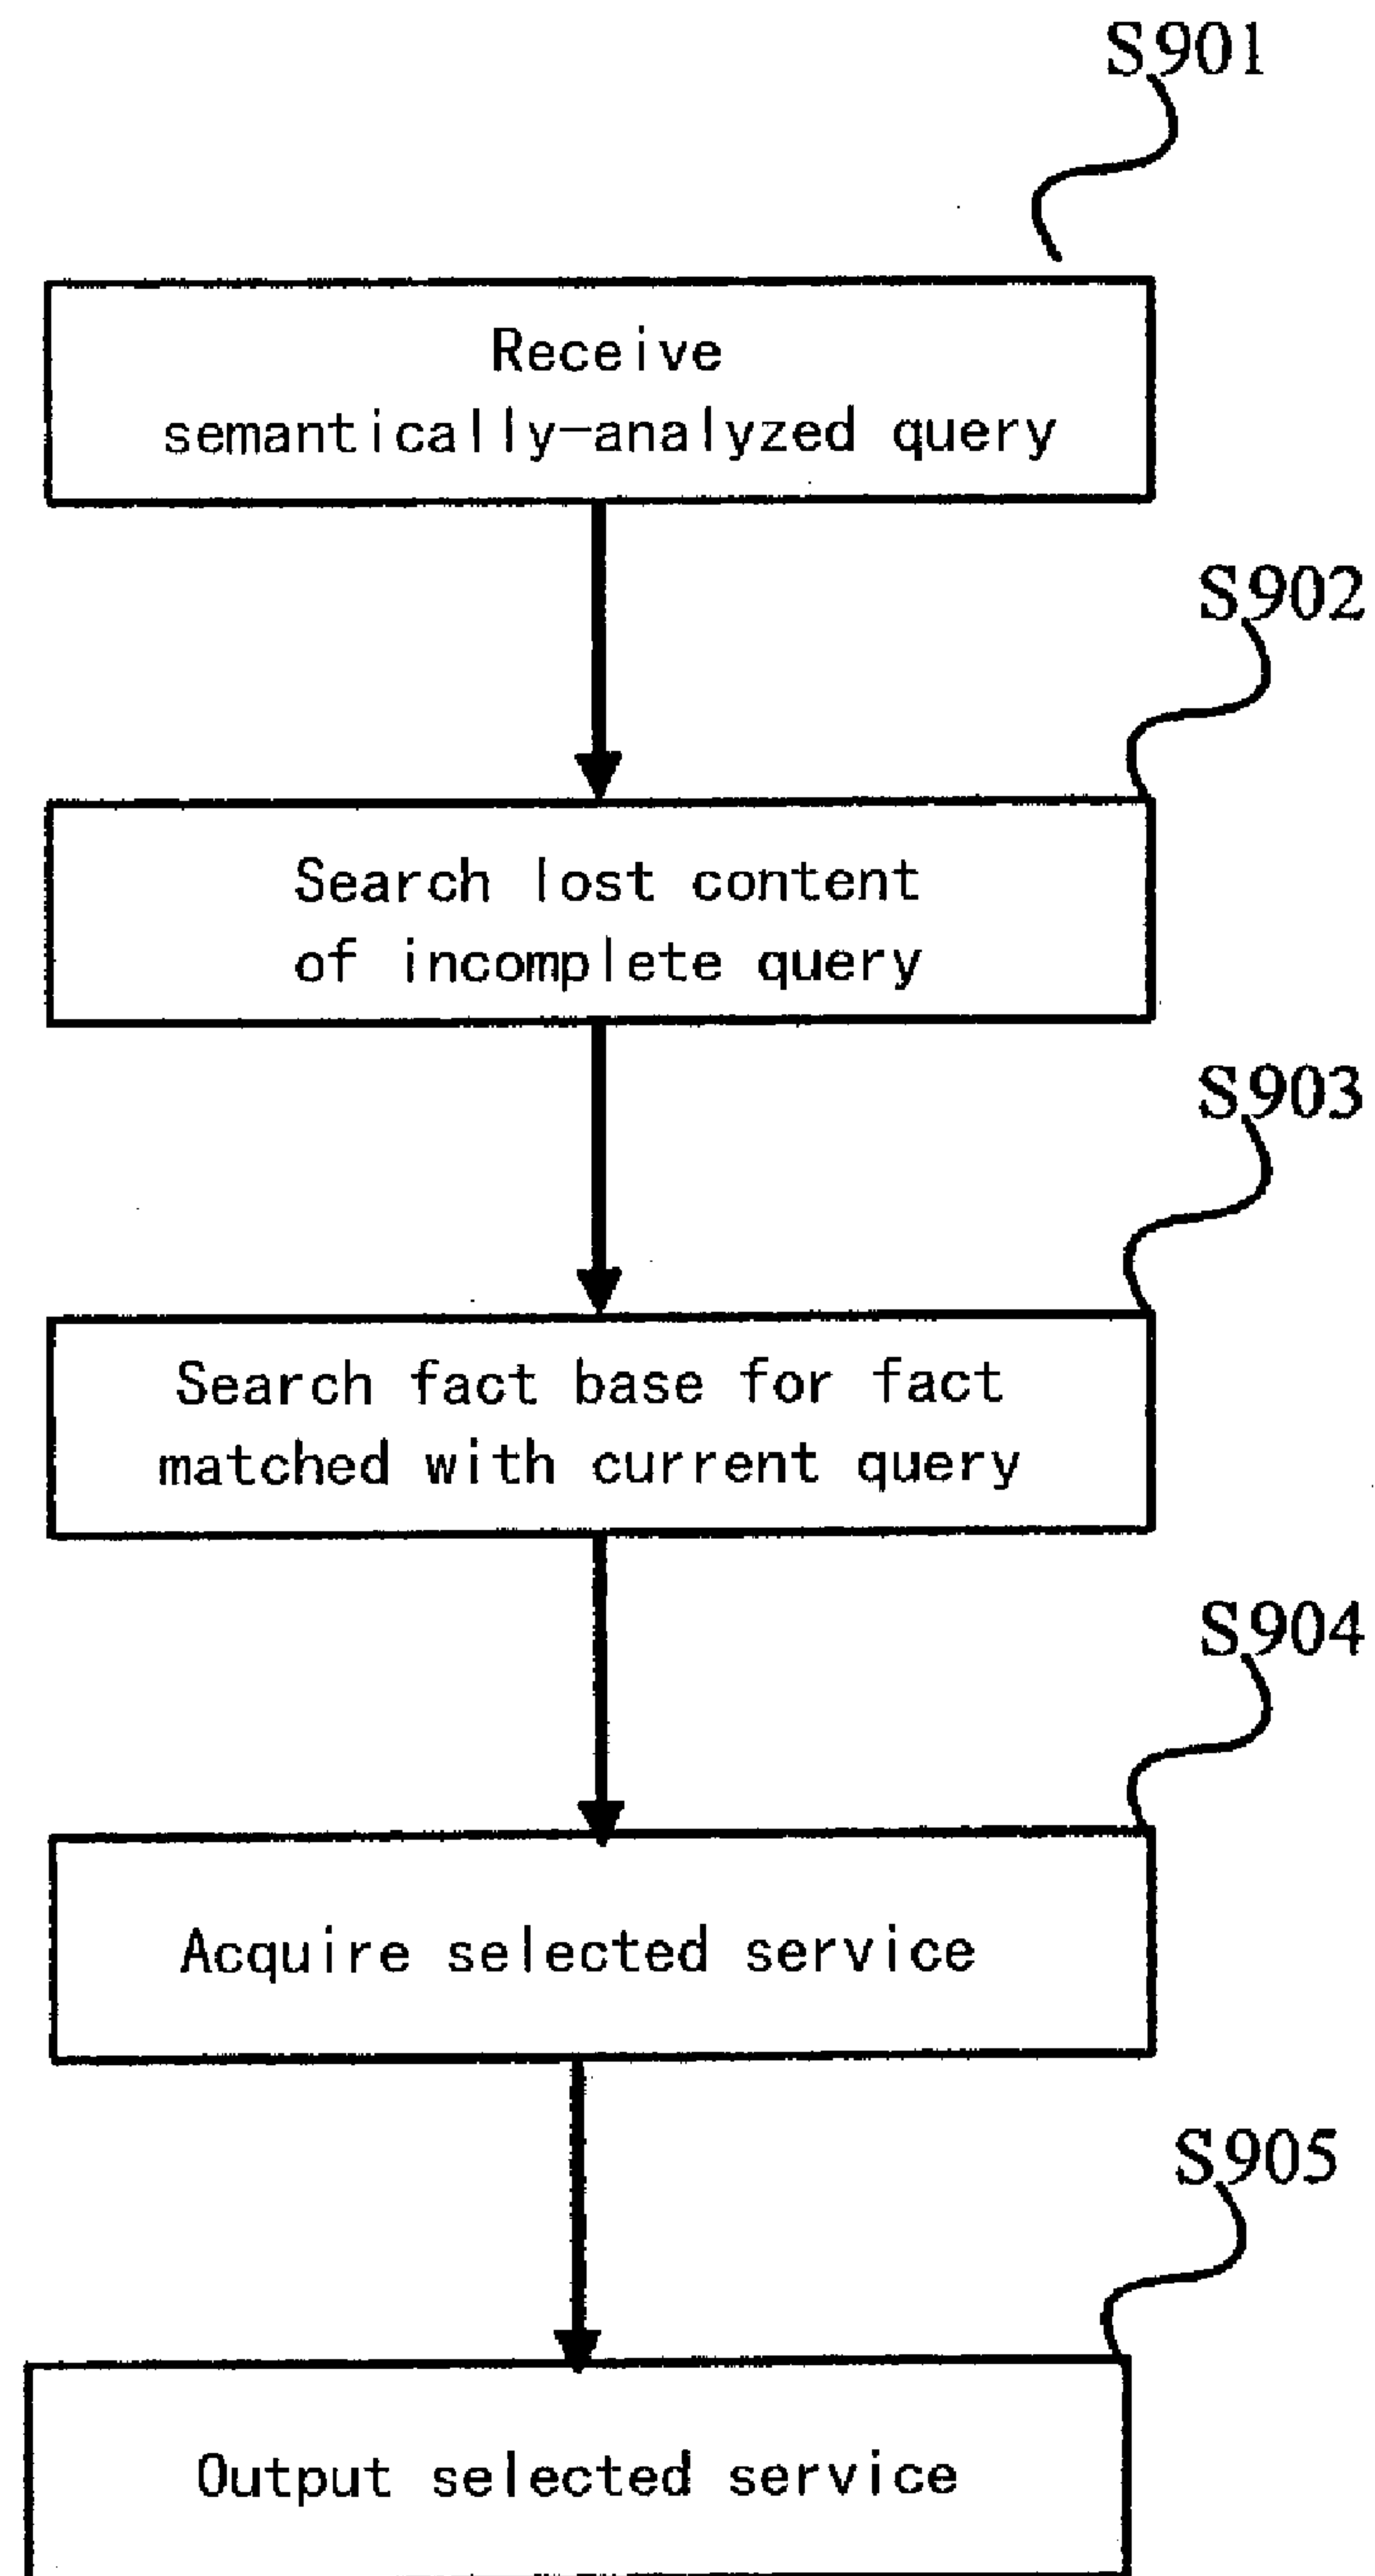 S901
Receive
semantically-analyzed query
S902
Search lost content
of incomplete query
S903
Search fact base for fact
matched with current query
S904
Acquire selected service
S905
Output selected service